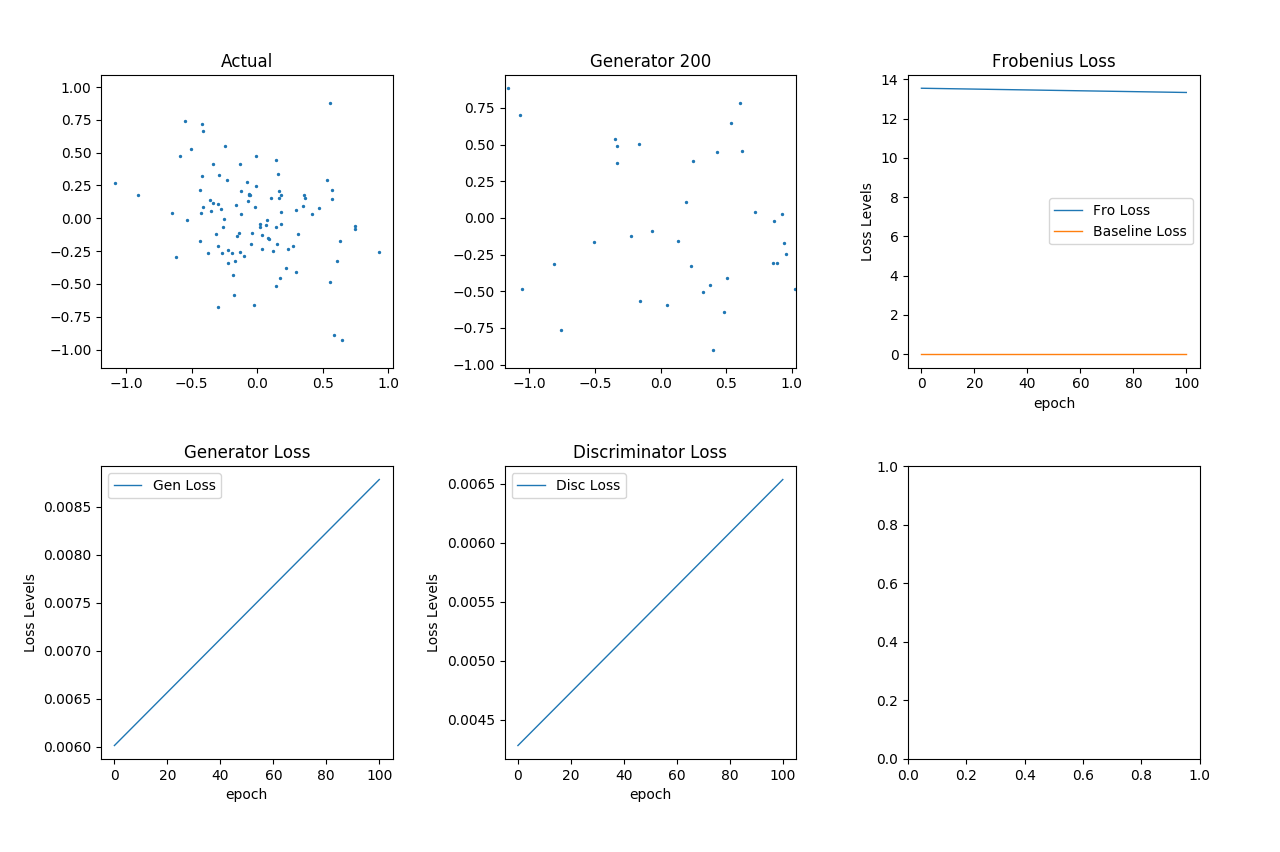 Actual
1.00
0.75
0.50
0.25
0.00
−0.25
−0.50
−0.75
−1.00
−1.0 −0.5 0.0 0.5 1.0
Generator 200
0.75
0.50
0.25
0.00
−0.25
−0.50
−0.75
−1.00
−1.0 −0.5 0.0 0.5 1.0
Frobenius Loss
Loss Levels
14
12
10
8
6
4
2
0
Fro Loss
Baseline Loss
0 20 40 60 80 100
epoch
Generator Loss
Gen Loss
Loss Levels
0.0085
0.0080
0.0075
0.0070
0.0065
0.0060
0 20 40 60 80 100
epoch
Discriminator Loss
Disc Loss
Loss Levels
0.0065
0.0060
0.0055
0.0050
0.0045
0 20 40 60 80 100
epoch
1.0
0.8
0.6
0.4
0.2
0.0
0.0 0.2 0.4 0.6 0.8 1.0